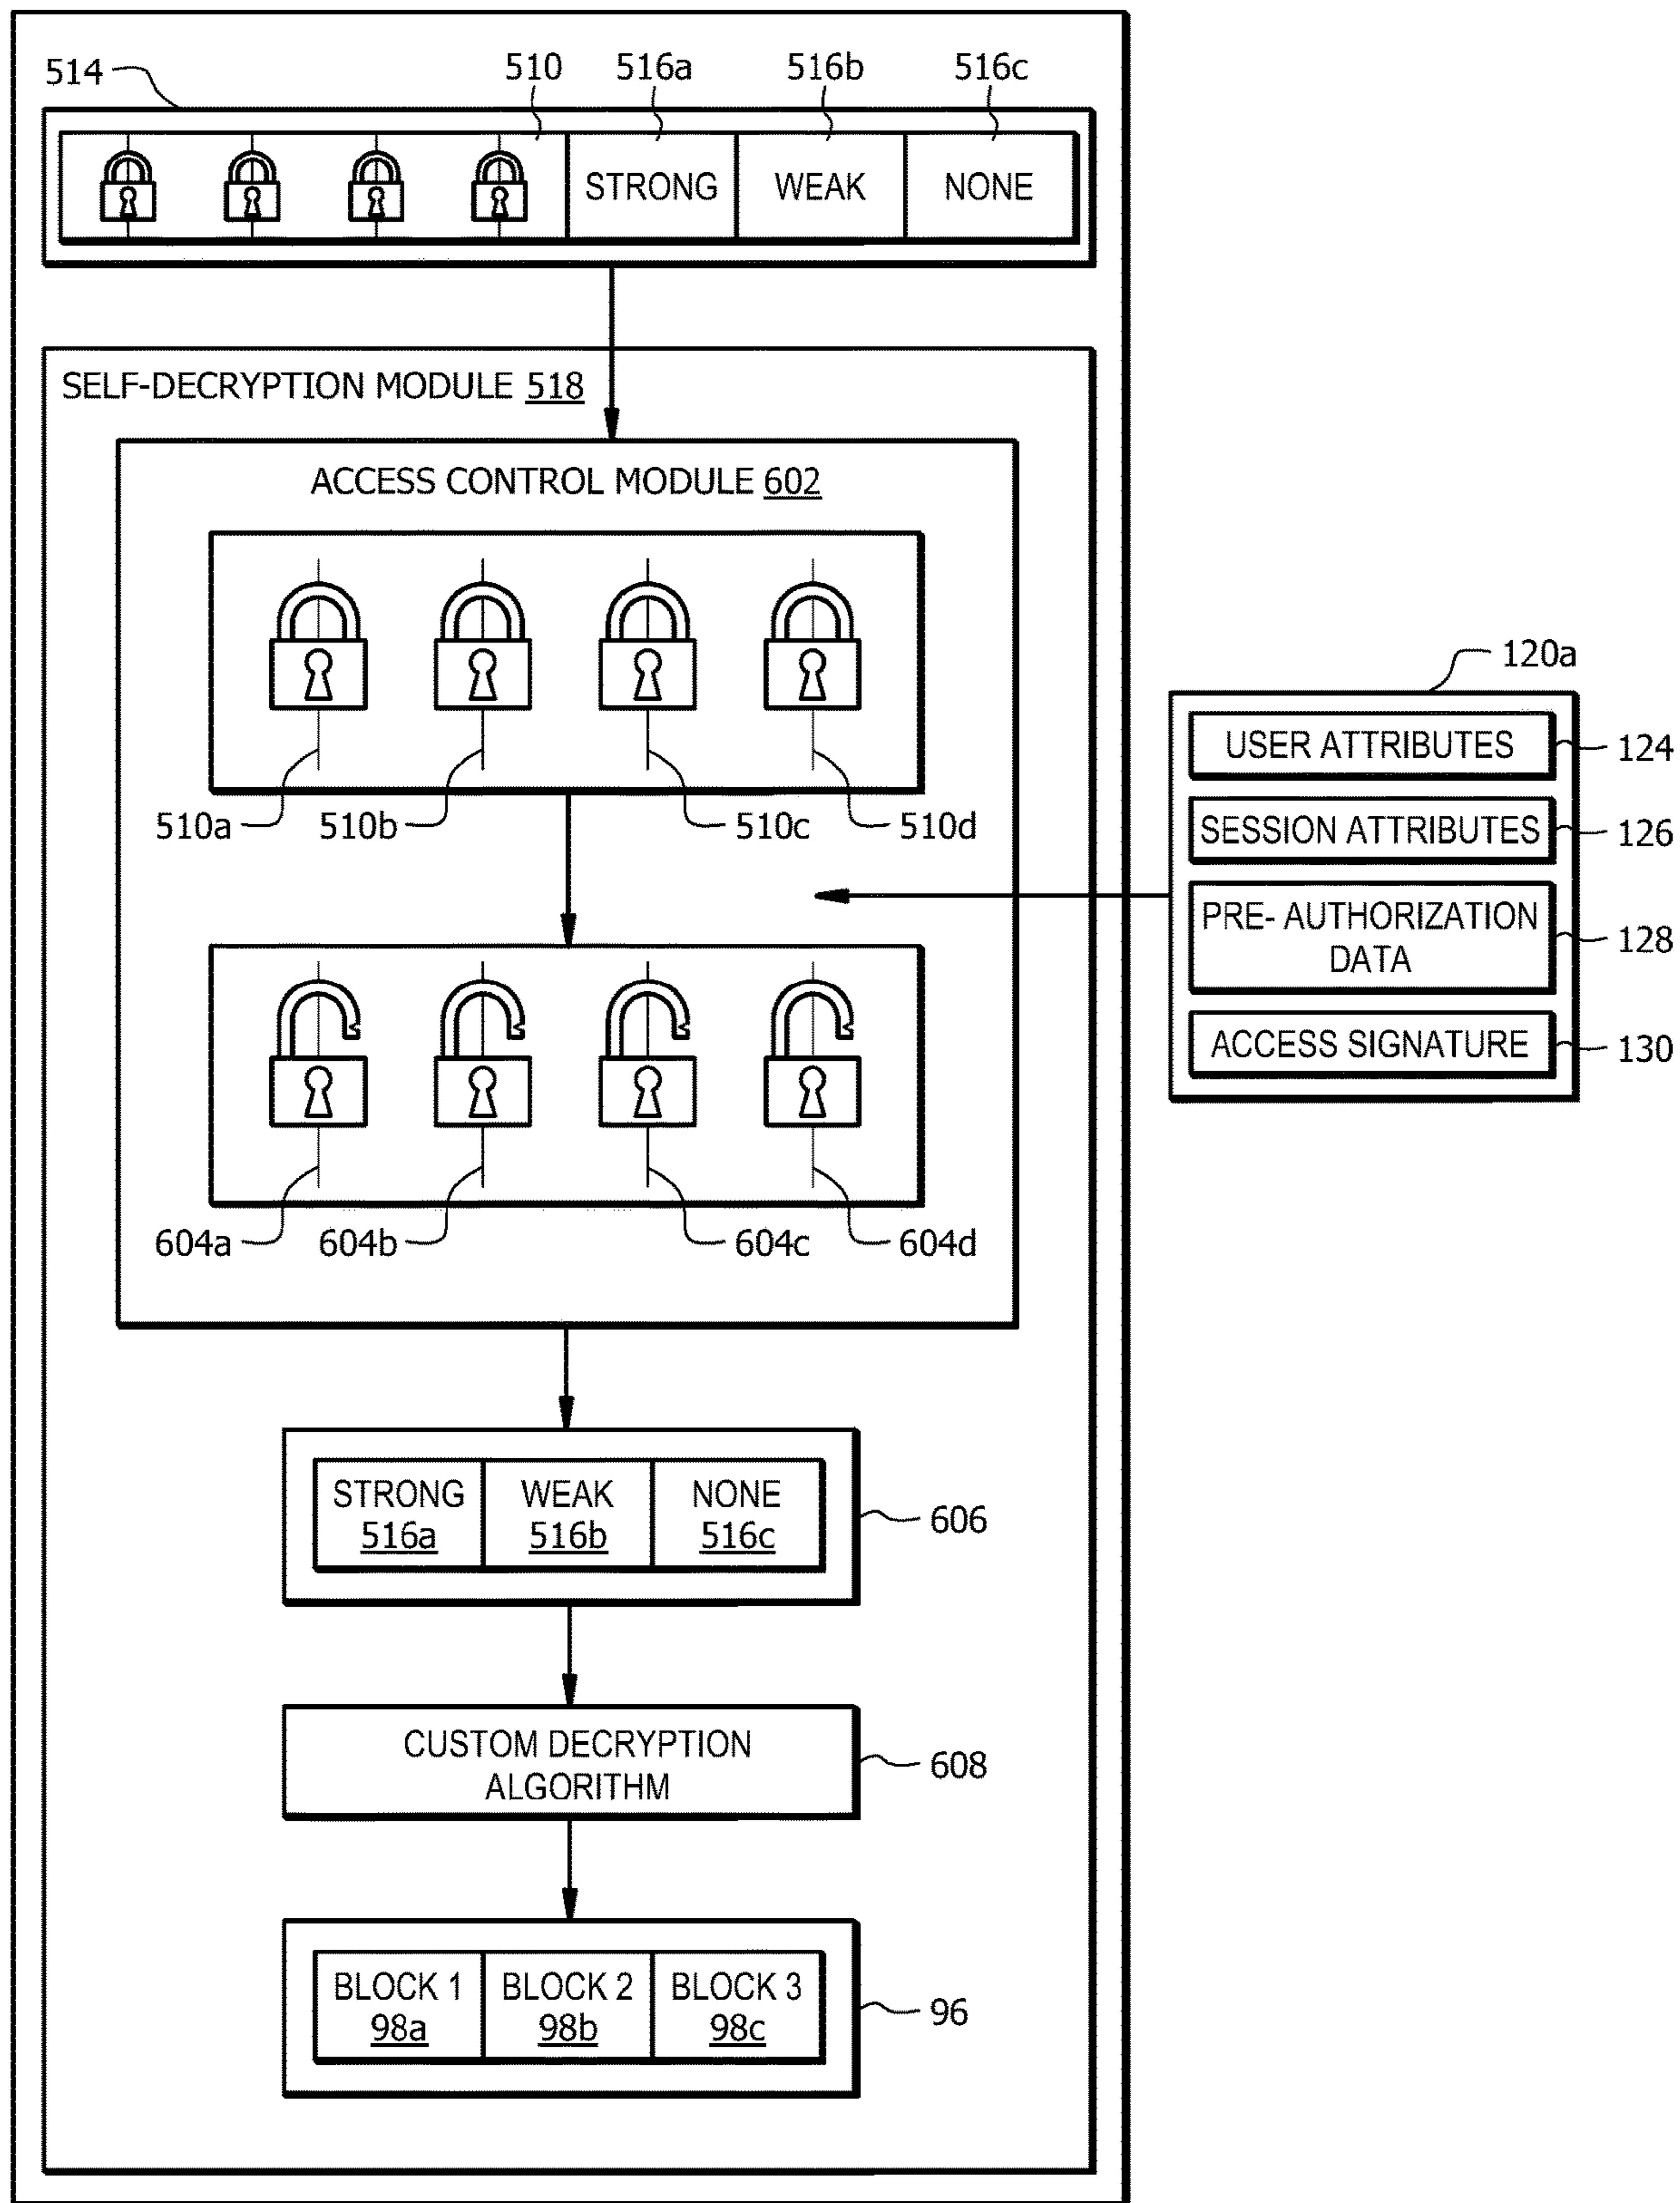 514 510 516a 516b 516c
STRONG WEAK NONE
SELF-DECRYPTION MODULE 518
ACCESS CONTROL MODULE 602
510a 510b 510c 510d
120a
USER ATTRIBUTES 124
SESSION ATTRIBUTES 126
PRE- AUTHORIZATION
DATA 128
ACCESS SIGNATURE 130
604a 604b 604c 604d
STRONG WEAK NONE
516a 516b 516c 606
CUSTOM DECRYPTION
ALGORITHM 608
BLOCK 1 BLOCK 2 BLOCK 3
98a 98b 98c 96